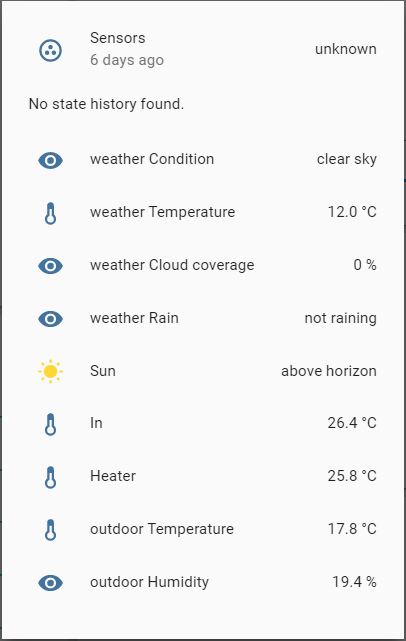 Sensors
6 days ago
unknown
No state history found.
weather Condition clear sky
weather Temperature 12.0 °C
weather Cloud coverage 0 %
weather Rain not raining
Sun above horizon
In 26.4 °C
Heater 25.8 °C
outdoor Temperature 17.8 °C
outdoor Humidity 19.4 %